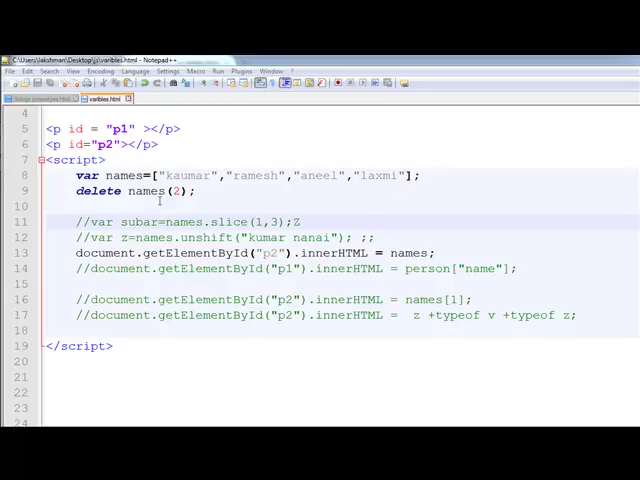 C:\Users\lakshman\Desktop\js\varibles.html - Notepad++
File Edit Search View Encoding Language Settings Macro Run Plugins Window ?
varibles.html
4
5 <p id = "p1" ></p>
6 <p id="p2"></p>
7 <script>
8 var names=["kaumar","ramesh","aneel","laxmi"];
9 delete names(2);
10
11 //var subar=names.slice(1,3);Z
12 //var z=names.unshift("kumar nanai"); ;;
13 document.getElementById("p2").innerHTML = names;
14 //document.getElementById("p1").innerHTML = person["name"];
15
16 //document.getElementById("p2").innerHTML = names[1];
17 //document.getElementById("p2").innerHTML =  z +typeof v +typeof z;
18
19 </script>
20
21
22
23
24